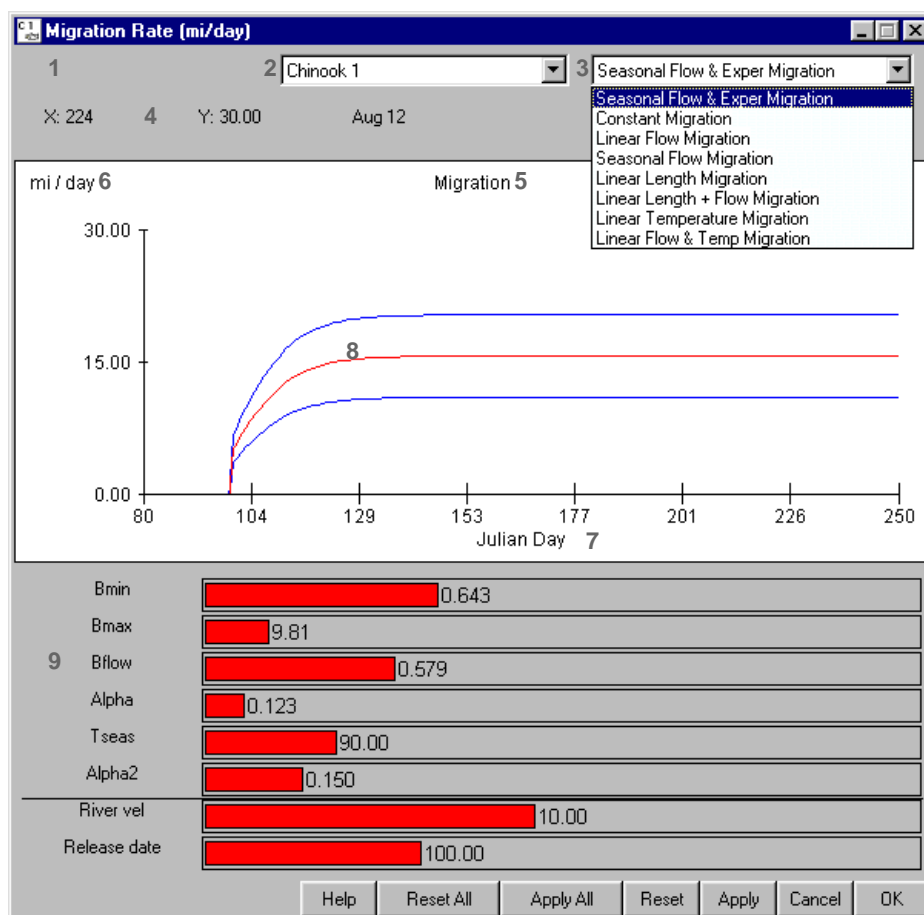 Migration Rate (mi/day)
1 2 Chinook 1 3 Seasonal Flow & Exper Migration
X: 224 4 Y: 30.00 Aug 12
Seasonal Flow & Exper Migration
Constant Migration
Linear Flow Migration
Seasonal Flow Migration
Linear Length Migration
Linear Length + Flow Migration
Linear Temperature Migration
Linear Flow & Temp Migration
mi / day 6 Migration 5
30.00
15.00
0.00
8
80 104 129 153 177 201 226 250
Julian Day 7
Bmin 0.643
Bmax 9.81
9 Bflow 0.579
Alpha 0.123
Tseas 90.00
Alpha2 0.150
River vel 10.00
Release date 100.00
Help Reset All Apply All Reset Apply Cancel OK